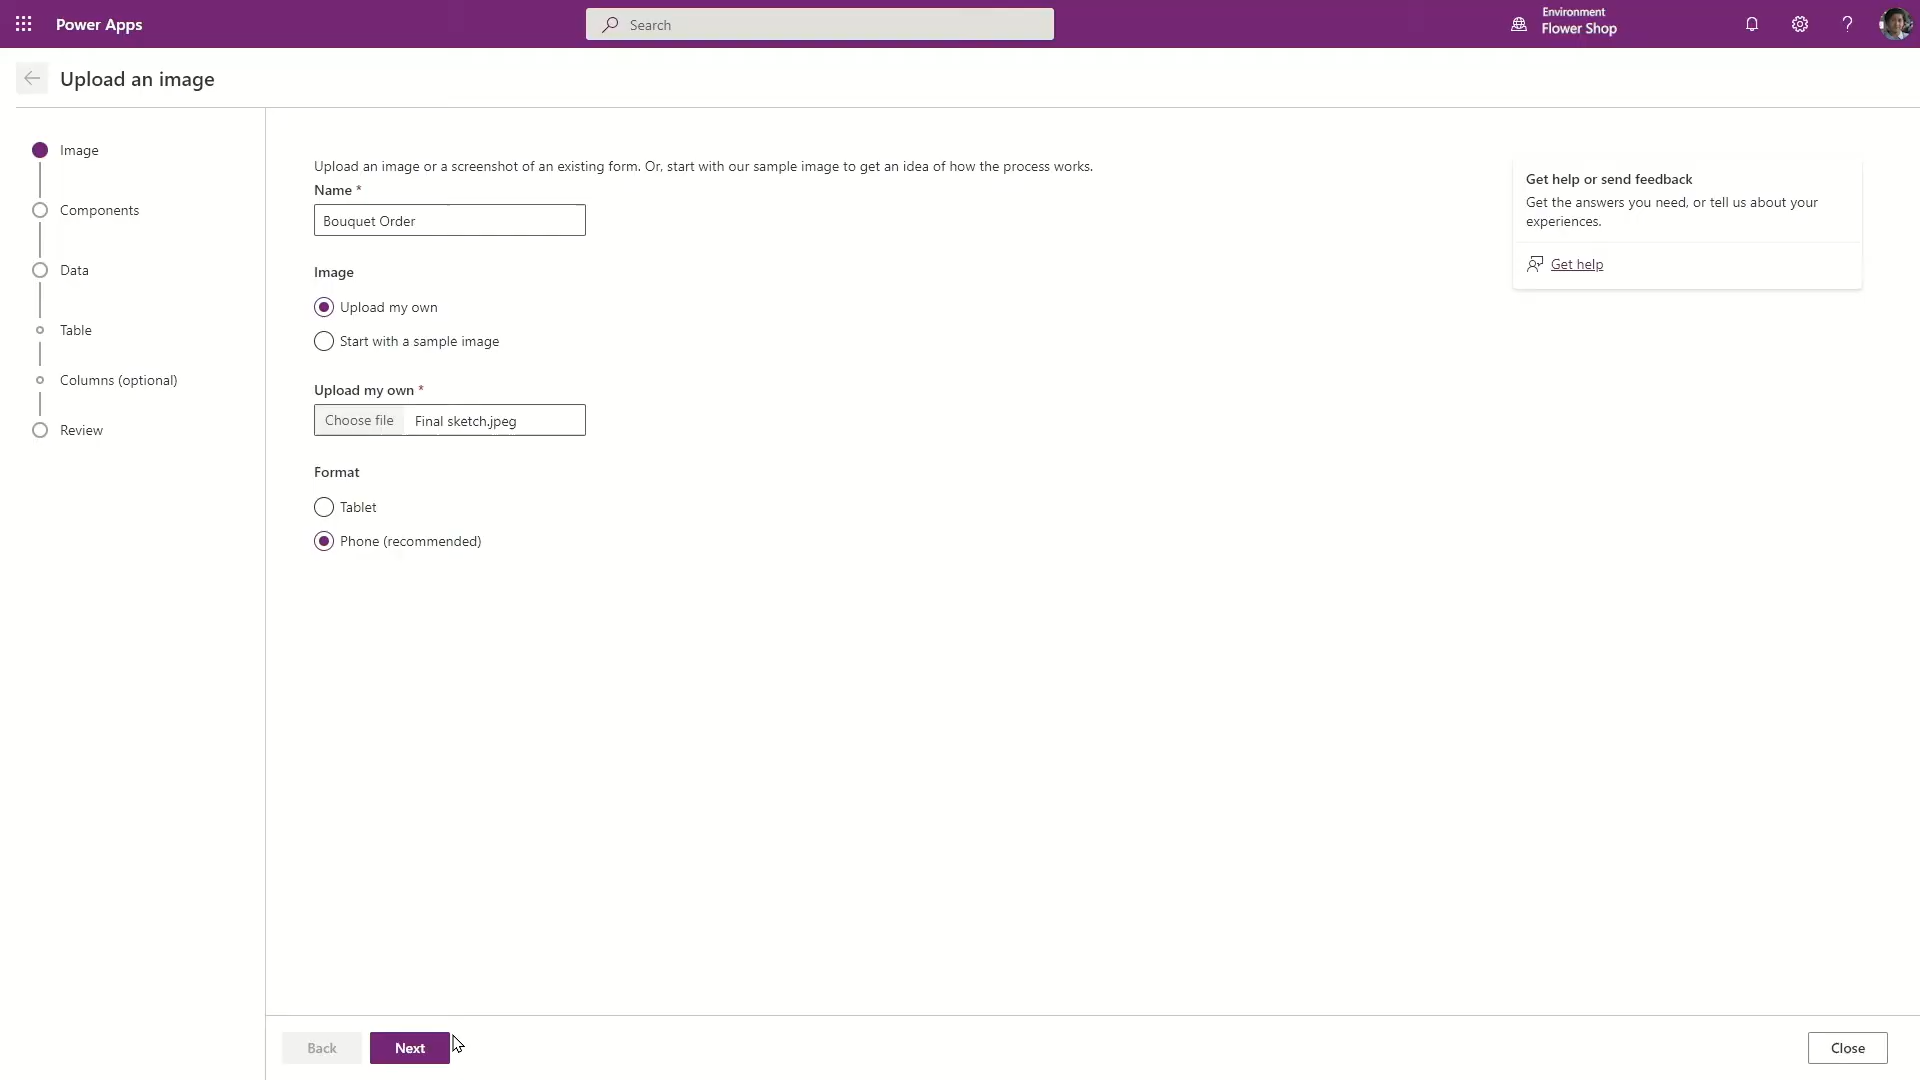 Power Apps
Search
Environment
Flower Shop
?
Upload an image
Image
Components
Data
Table
Columns (optional)
Review
Upload an image or a screenshot of an existing form. Or, start with our sample image to get an idea of how the process works.
Name *
Bouquet Order
Image
Upload my own
Start with a sample image
Upload my own *
Choose file Final sketch.jpeg
Format
Tablet
Phone (recommended)
Get help or send feedback
Get the answers you need, or tell us about your
experiences.
Get help
Back
Next
Close